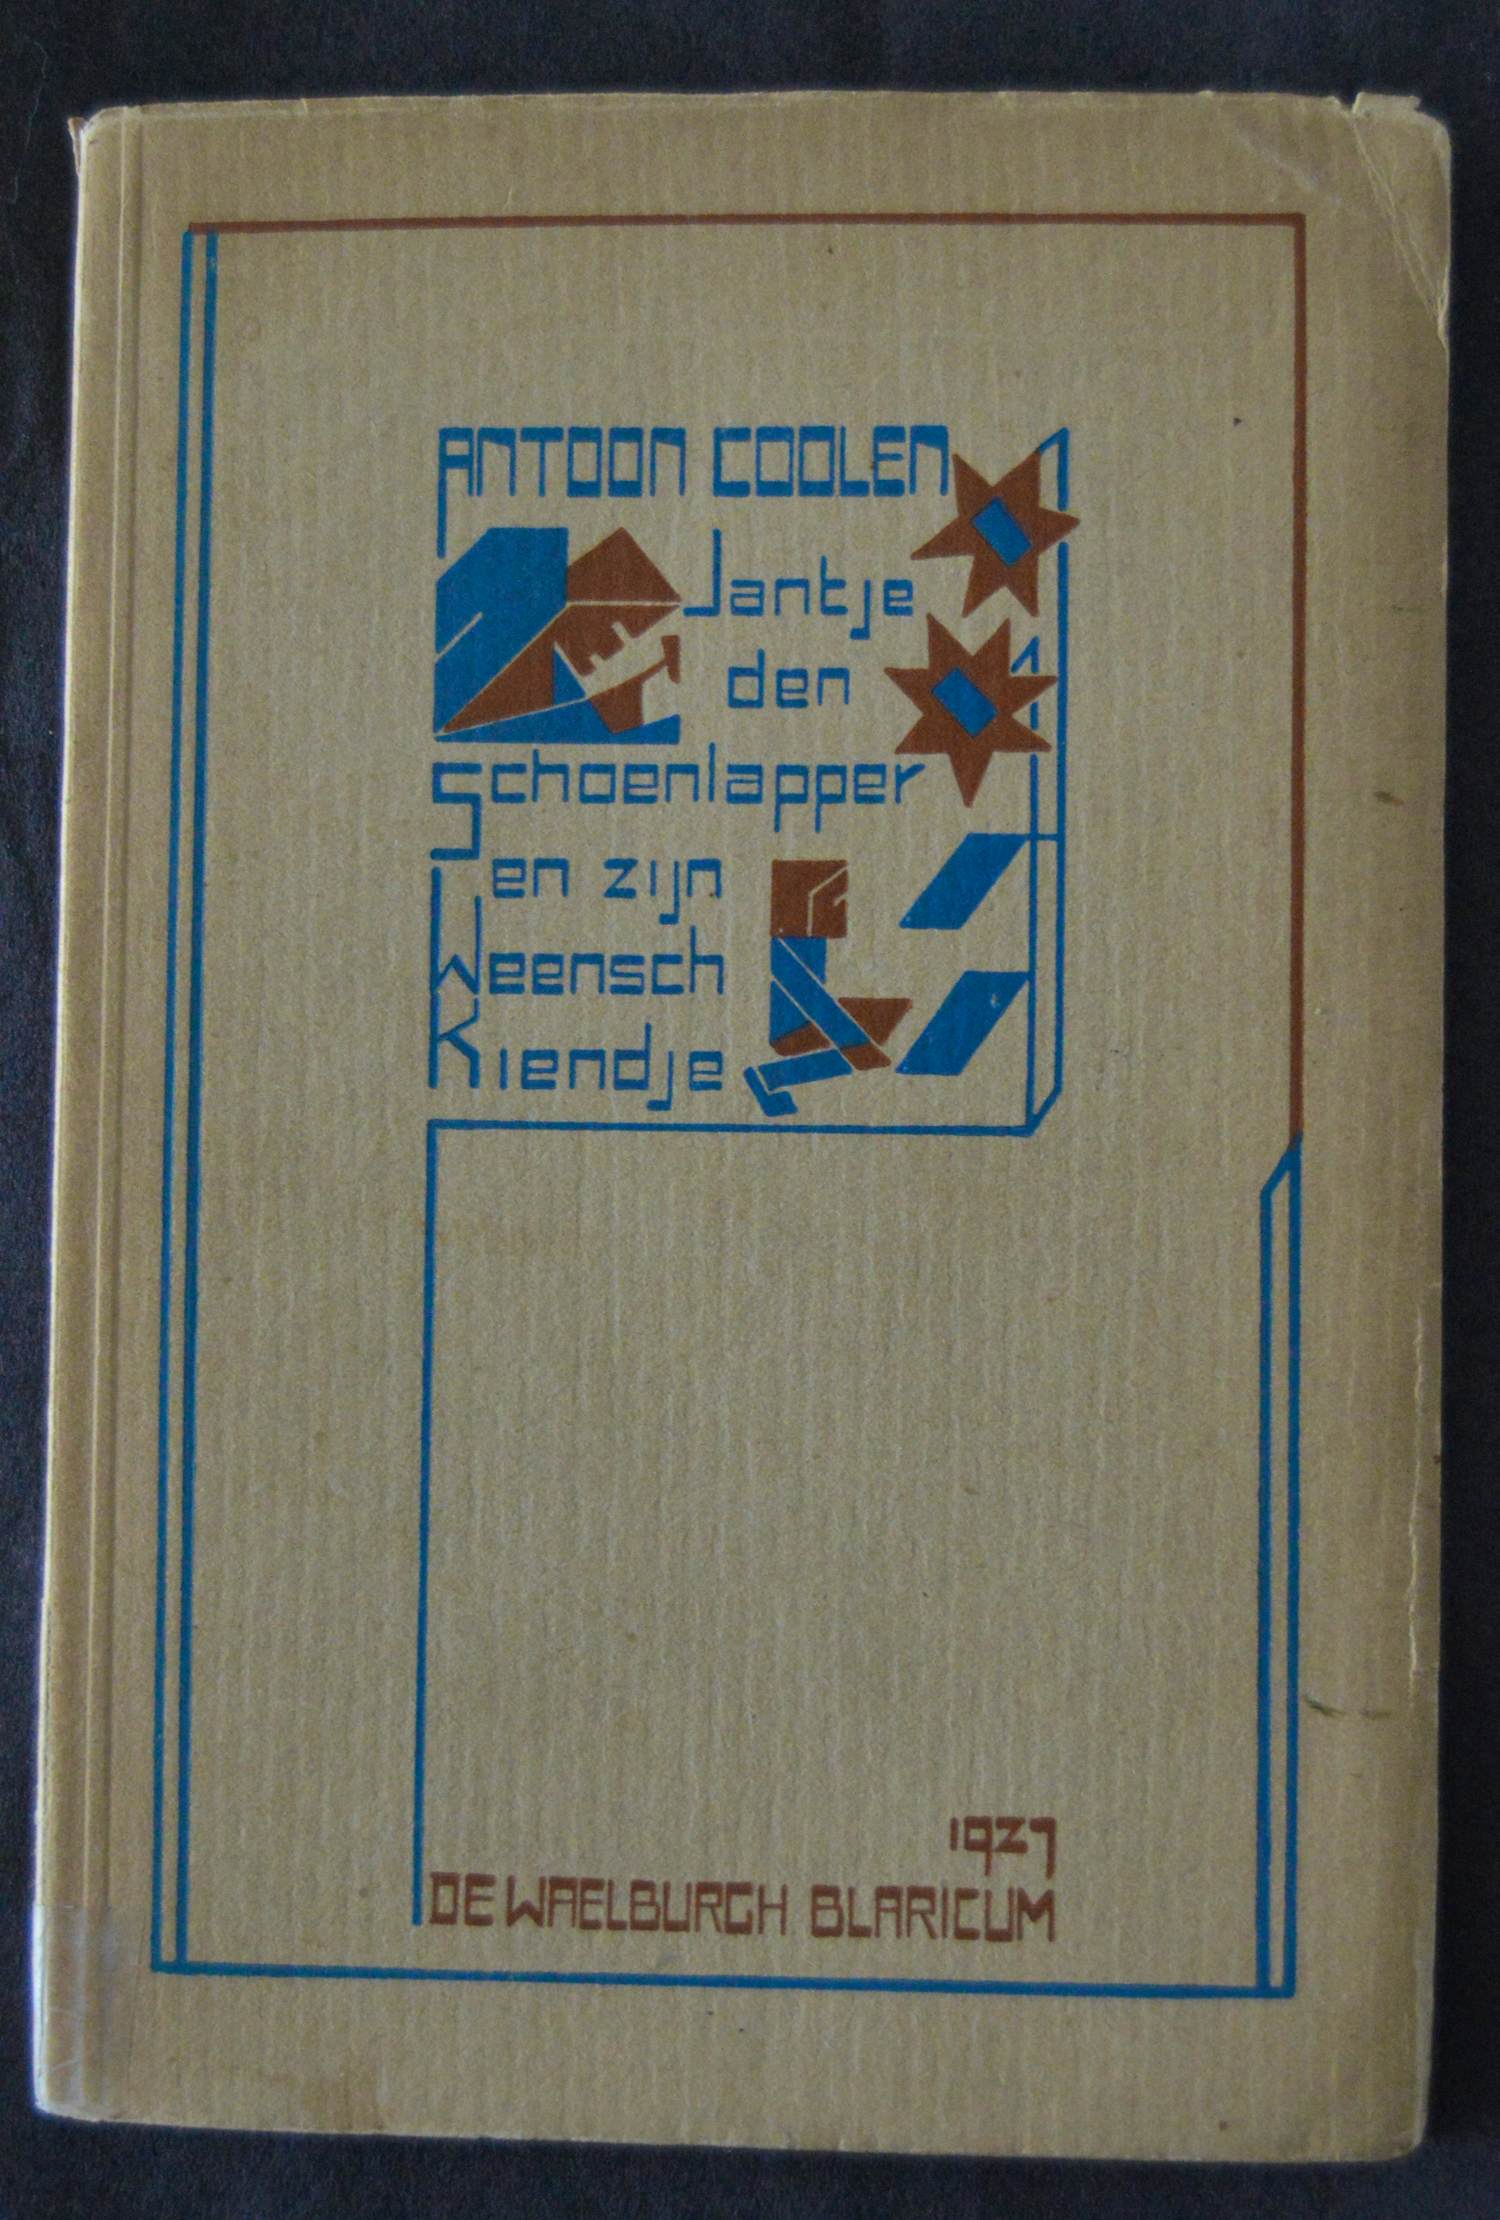 ANTOON COOLEN
Jantje
den
Schoenlapper
en zijn
Weensch
Kiendje
1927
DE WAELBURGH BLARICUM